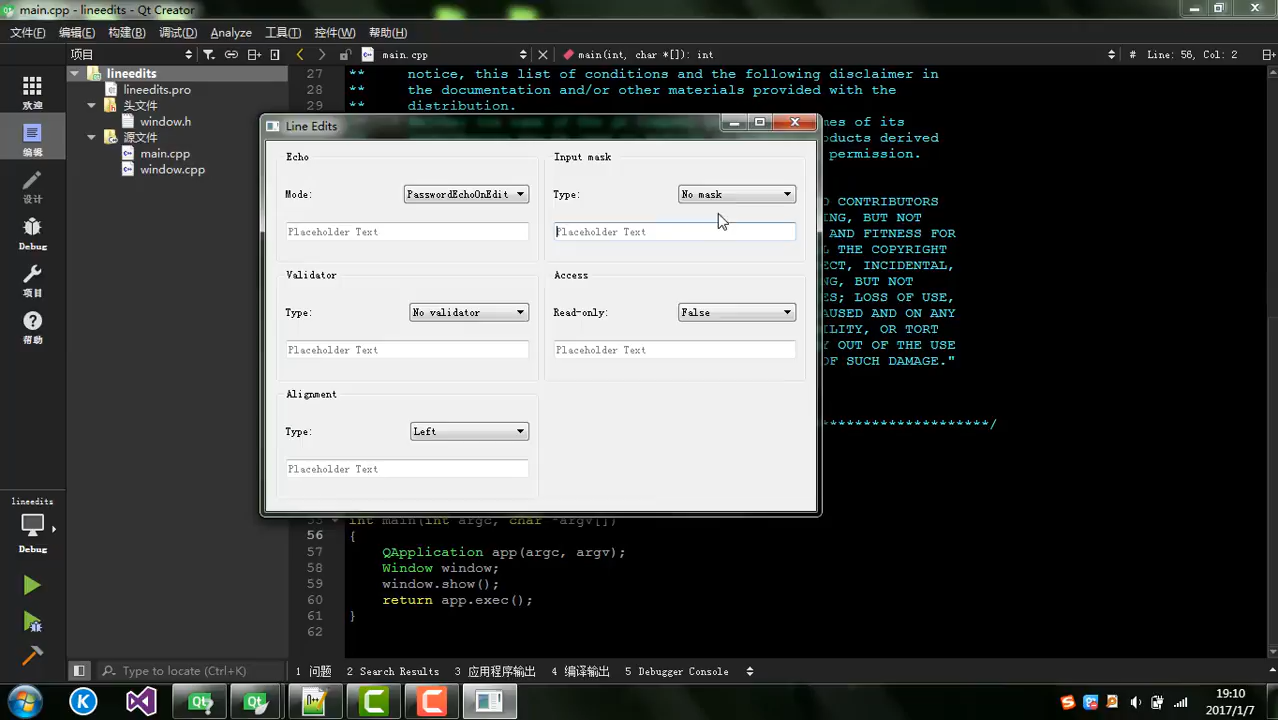 main.cpp - lineedits - Qt Creator
文件(F) 编辑(E) 构建(B) 调试(D) Analyze 工具(T) 控件(W) 帮助(H)
项目 main.cpp main(int, char *[]): int # Line: 56, Col: 2
lineedits
lineedits.pro
头文件
window.h
源文件
main.cpp
window.cpp
欢迎
编辑
设计
Debug
项目
帮助
lineedits
Debug
27 ** notice, this list of conditions and the following disclaimer in
28 ** the documentation and/or other materials provided with the
29 ** distribution.
mes of its
oducts derived
permission.
D CONTRIBUTORS
NG, BUT NOT
AND FITNESS FOR
L THE COPYRIGHT
ECT, INCIDENTAL,
NG, BUT NOT
ES; LOSS OF USE,
AUSED AND ON ANY
ILITY, OR TORT
Y OUT OF THE USE
OF SUCH DAMAGE."
********************/
Line Edits
Echo
Mode: PasswordEchoOnEdit
Placeholder Text
Input mask
Type: No mask
Placeholder Text
Validator
Type: No validator
Placeholder Text
Access
Read-only: False
Placeholder Text
Alignment
Type: Left
Placeholder Text
55 int main(int argc, char *argv[])
56 {
57 QApplication app(argc, argv);
58 Window window;
59 window.show();
60 return app.exec();
61 }
62
Type to locate (Ctrl+K) 1 问题 2 Search Results 3 应用程序输出 4 编译输出 5 Debugger Console
19:10
2017/1/7